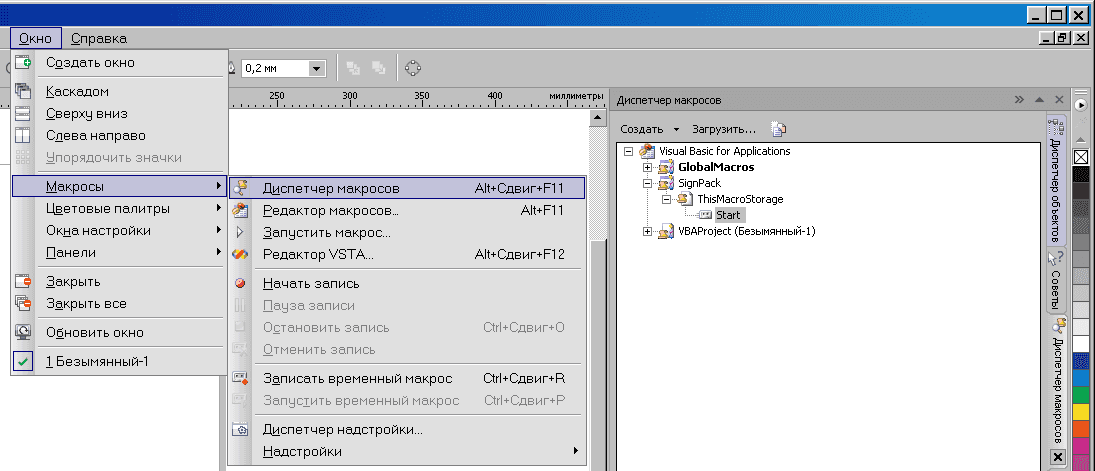 Окно Справка
Создать окно
Каскадом
Сверху вниз
Слева направо
Упорядочить значки
Макросы
Цветовые палитры
Окна настройки
Панели
Закрыть
Закрыть все
Обновить окно
1 Безымянный-1
0,2 мм
250 300 350 400 миллиметры
Диспетчер макросов Alt+Сдвиг+F11
Редактор макросов... Alt+F11
Запустить макрос...
Редактор VSTA... Alt+Сдвиг+F12
Начать запись
Пауза записи
Остановить запись Ctrl+Сдвиг+O
Отменить запись
Записать временный макрос Ctrl+Сдвиг+R
Запустить временный макрос Ctrl+Сдвиг+P
Диспетчер надстройки...
Надстройки
Диспетчер макросов
Создать Загрузить...
Visual Basic for Applications
GlobalMacros
SignPack
ThisMacroStorage
Start
VBAProject (Безымянный-1)
Диспетчер объектов
Советы
Диспетчер макросов